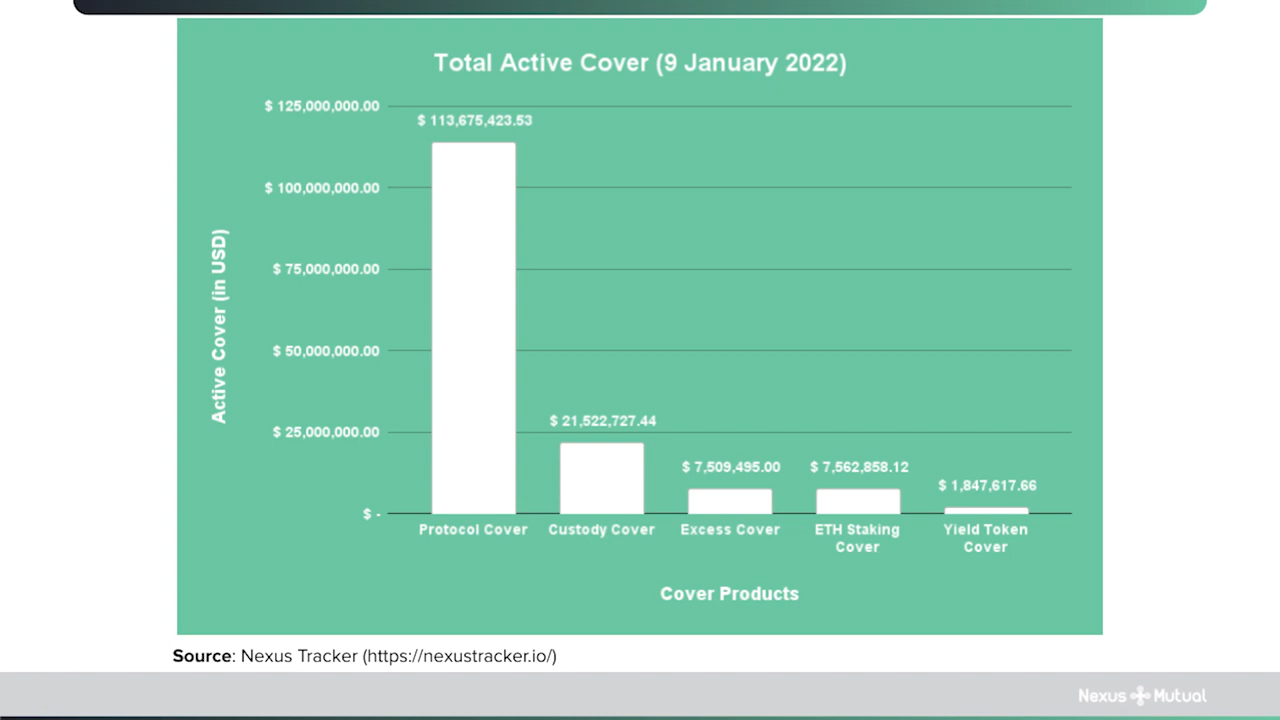 Total Active Cover (9 January 2022)
$ 125,000,000.00
$ 113,675,423.53
$ 100,000,000.00
$ 75,000,000.00
$ 50,000,000.00
$ 25,000,000.00
$ -
Active Cover (in USD)
$ 21,522,727.44
$ 7,509,495.00
$ 7,562,858.12
$ 1,847,617.66
Protocol Cover
Custody Cover
Excess Cover
ETH Staking
Cover
Yield Token
Cover
Cover Products
Source: Nexus Tracker (https://nexustracker.io/)
Nexus Mutual